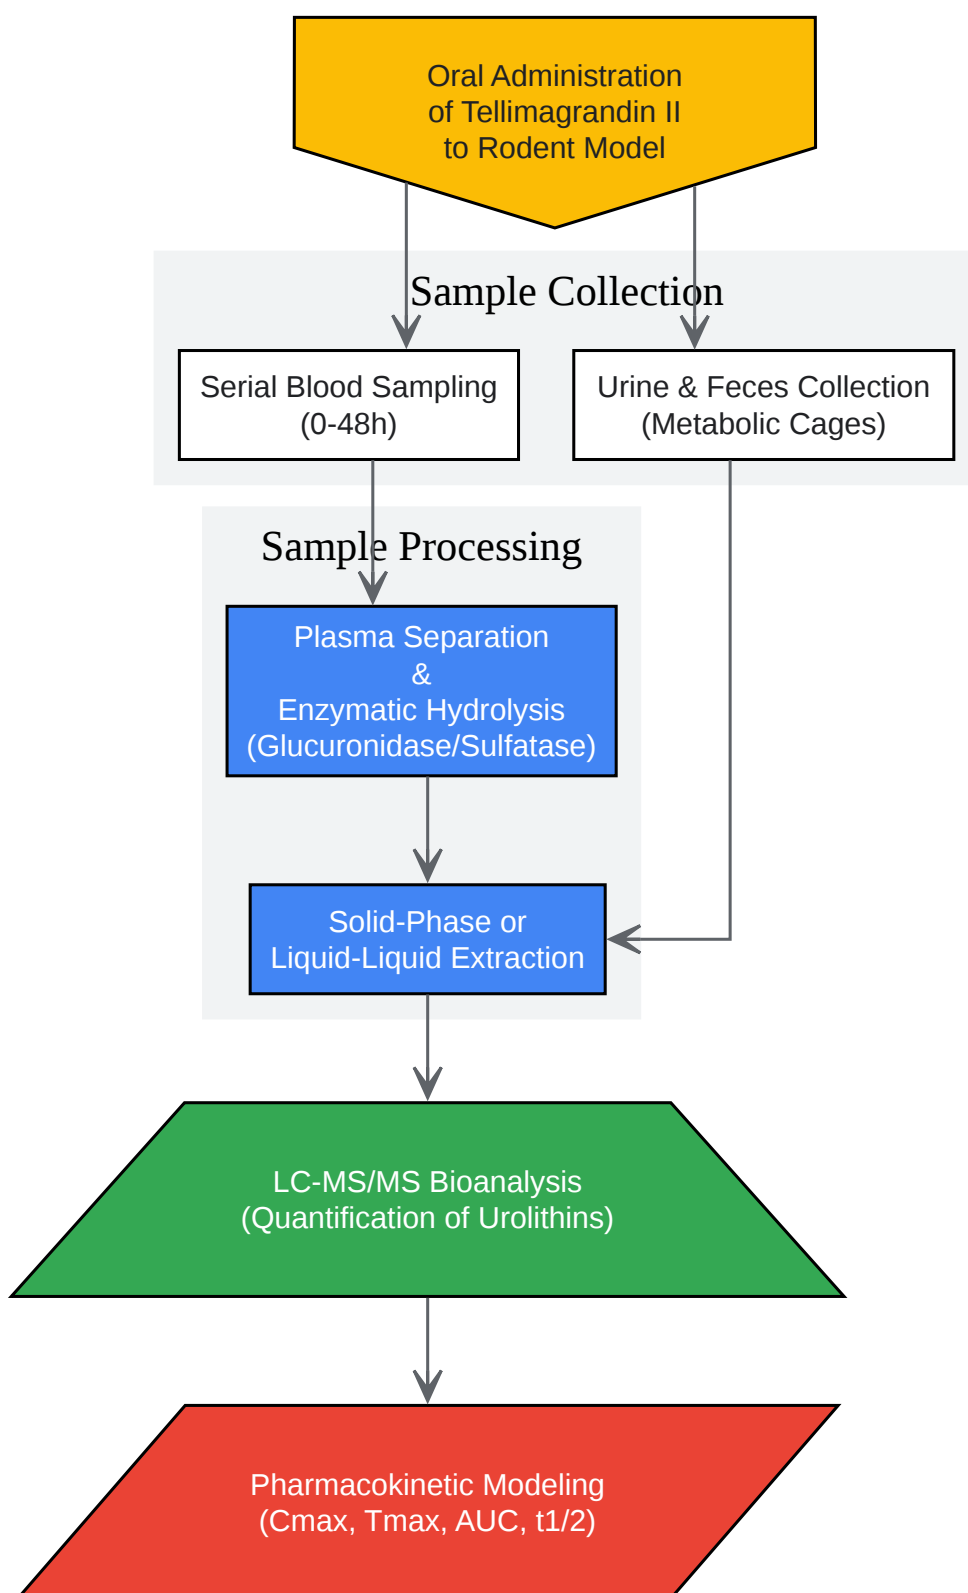 Oral Administration
of Tellimagrandin II
to Rodent Model
Sample Collection
Serial Blood Sampling
(0-48h)
Urine & Feces Collection
(Metabolic Cages)
Sample Processing
Plasma Separation
&
Enzymatic Hydrolysis
(Glucuronidase/Sulfatase)
Solid-Phase or
Liquid-Liquid Extraction
LC-MS/MS Bioanalysis
(Quantification of Urolithins)
Pharmacokinetic Modeling
(Cmax, Tmax, AUC, t1/2)